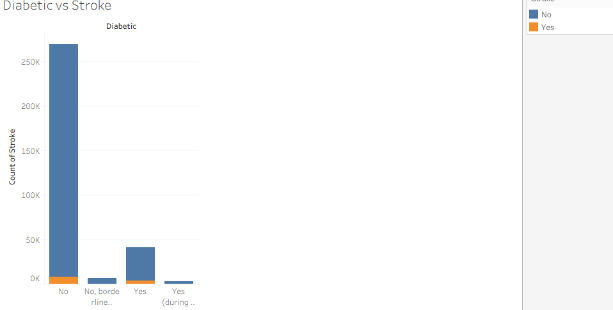 Diabetic vs Stroke
Diabetic
Count of Stroke
250K
200K
150K
100K
50K
0K
No
No, borde
rline..
Yes
Yes
(during ..
No
Yes